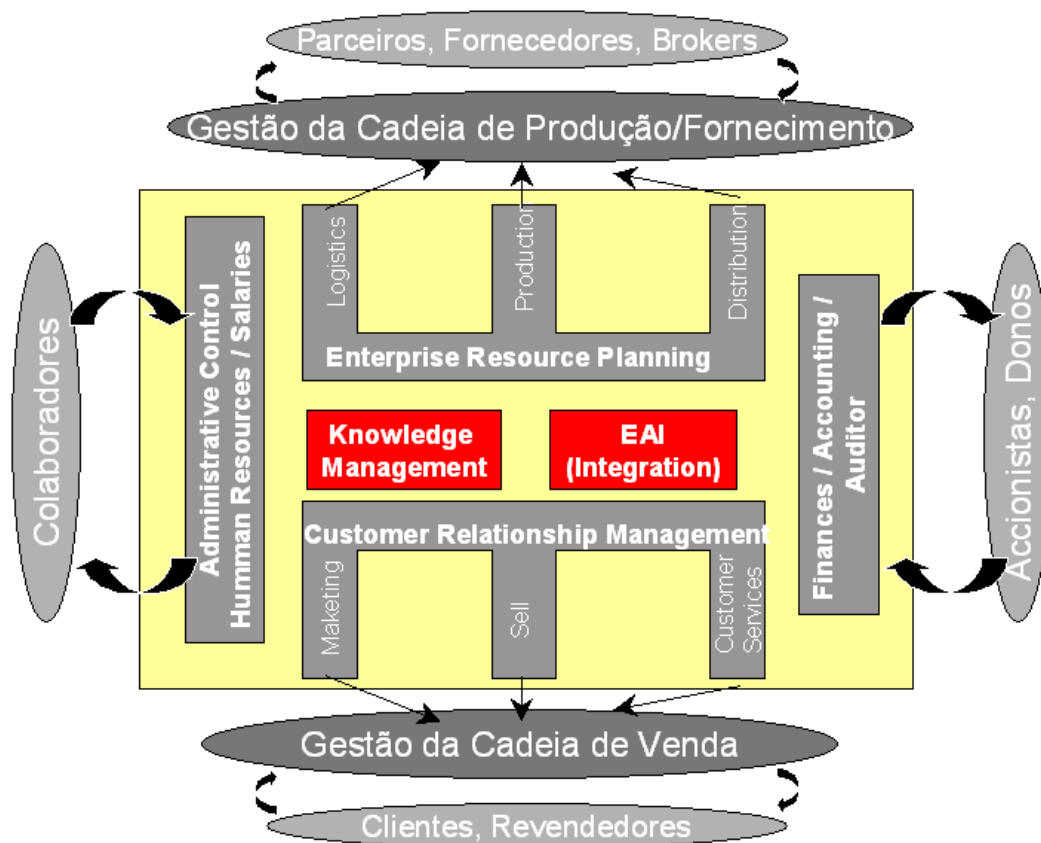 Parceiros, Fornecedores, Brokers
Gestão da Cadeia de Produção/Fornecimento
Logistics
Production
Distribution
Enterprise Resource Planning
Colaboradores
Administrative Control
Humman Resources / Salaries
Knowledge
Management
EAI
(Integration)
Finances / Accounting /
Auditor
Accionistas, Donos
Customer Relationship Management
Maketing
Sell
Customer
Services
Gestão da Cadeia de Venda
Clientes, Revendedores